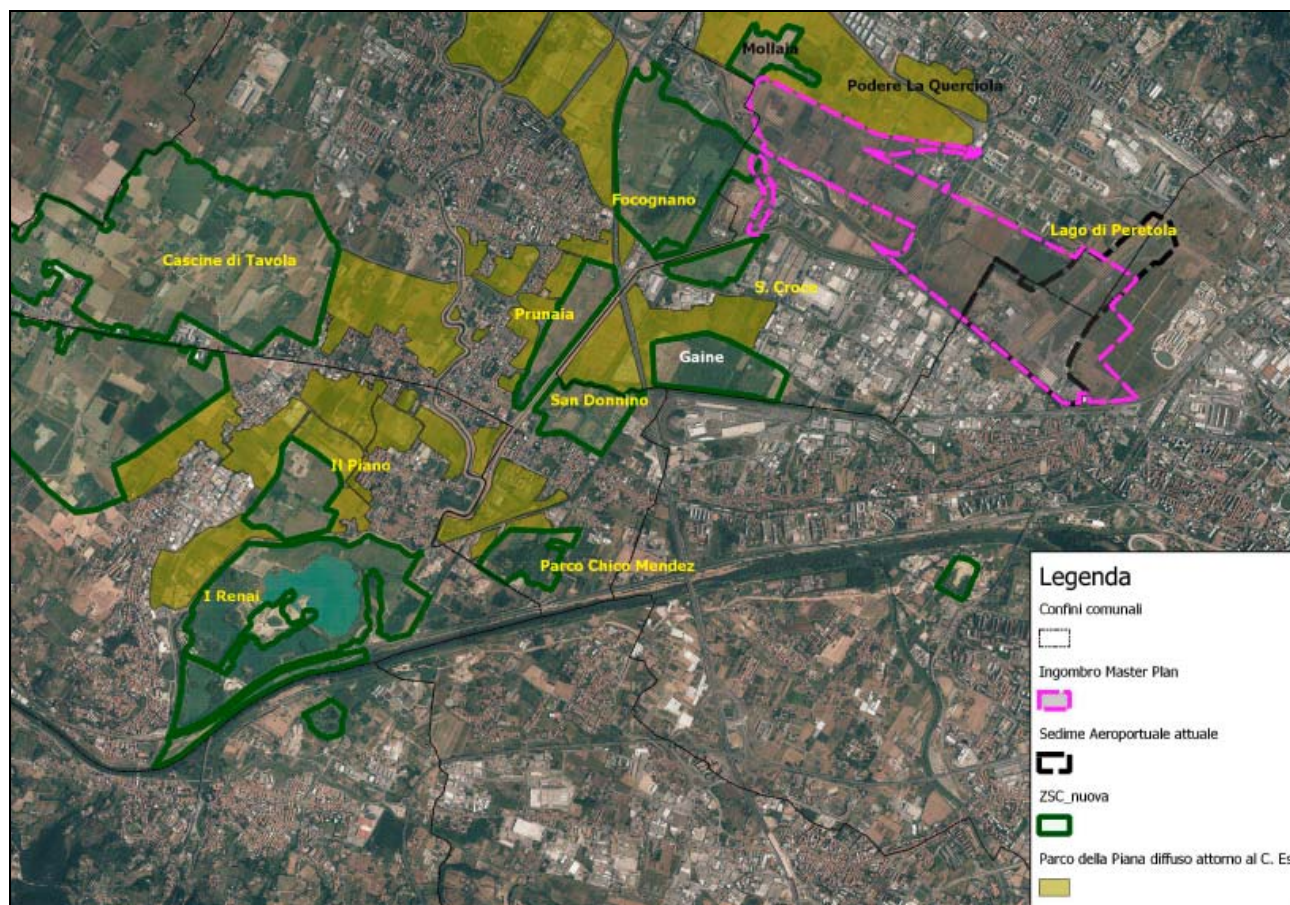 Mollaia
Podere La Querciola
Focognano
Lago di Peretola
Cascine di Tavola
S. Croce
Prunaia
Gaine
San Donnino
Il Piano
Parco Chico Mendez
I Renai
Legenda
Confini comunali
Ingombro Master Plan
Sedime Aeroportuale attuale
ZSC_nuova
Parco della Piana diffuso attorno al C. Es